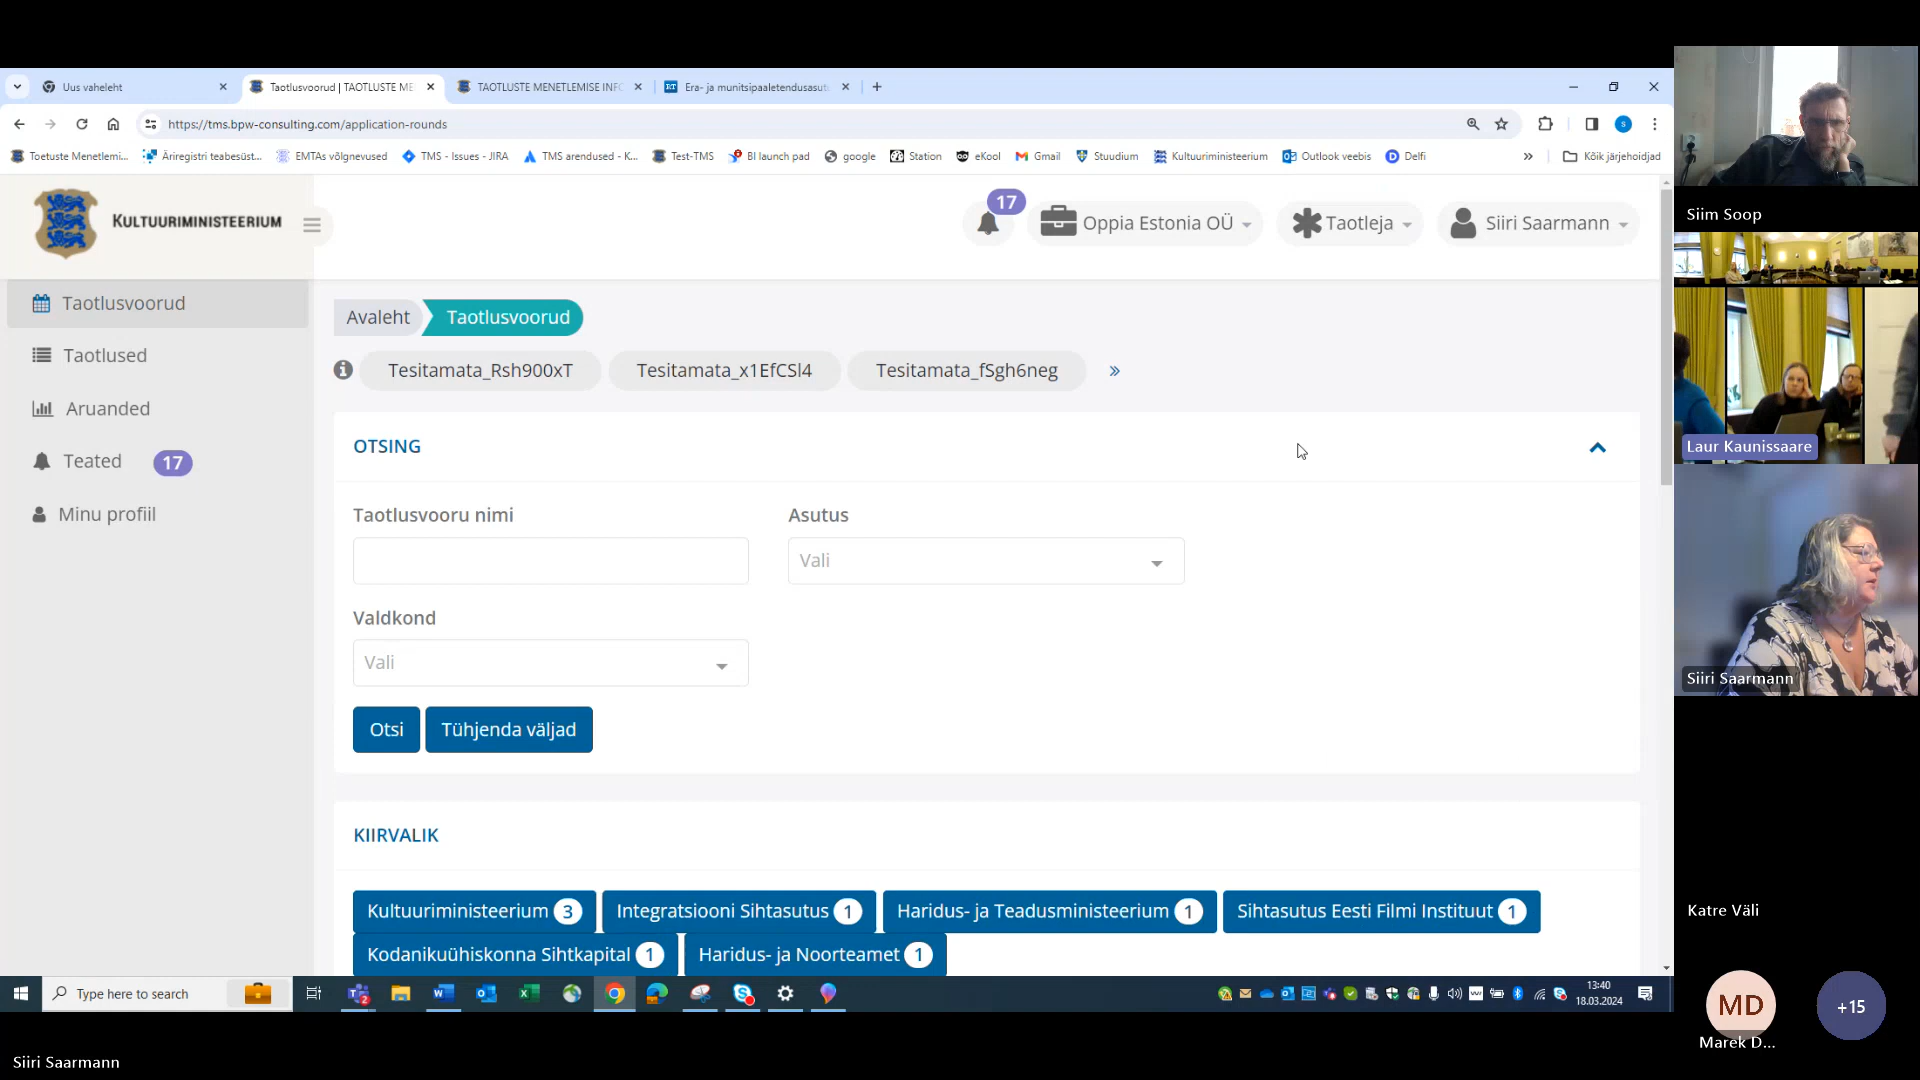 Uus vaheleht
Taotlusvoorud | TAOTLUSTE ME
TAOTLUSTE MENETLEMISE INFO
Era- ja munitsipaaletendusasutu
https://tms.bpw-consulting.com/application-rounds
S
Toetuste Menetlemi...
Äriregistri teabesüst...
EMTAs võlgnevused
TMS - Issues - JIRA
TMS arendused - K...
Test-TMS
BI launch pad
google
Station
eKool
Gmail
Stuudium
Kultuuriministeerium
Outlook veebis
Delfi
»
Kõik järjehoidjad
KULTUURIMINISTEERIUM
17
Oppia Estonia OÜ
Taotleja
Siiri Saarmann
Taotlusvoorud
Taotlused
Aruanded
Teated 17
Minu profiil
Avaleht
Taotlusvoorud
Tesitamata_Rsh900xT
Tesitamata_x1EfCSl4
Tesitamata_fSgh6neg
»
OTSING
Taotlusvooru nimi
Asutus
Vali
Valdkond
Vali
Otsi
Tühjenda väljad
KIIRVALIK
Kultuuriministeerium 3
Integratsiooni Sihtasutus 1
Haridus- ja Teadusministeerium 1
Sihtasutus Eesti Filmi Instituut 1
Kodanikuühiskonna Sihtkapital 1
Haridus- ja Noorteamet 1
Type here to search
13:40
18.03.2024
Siiri Saarmann
Siim Soop
Laur Kaunissaare
Siiri Saarmann
Katre Väli
MD
+15
Marek D...